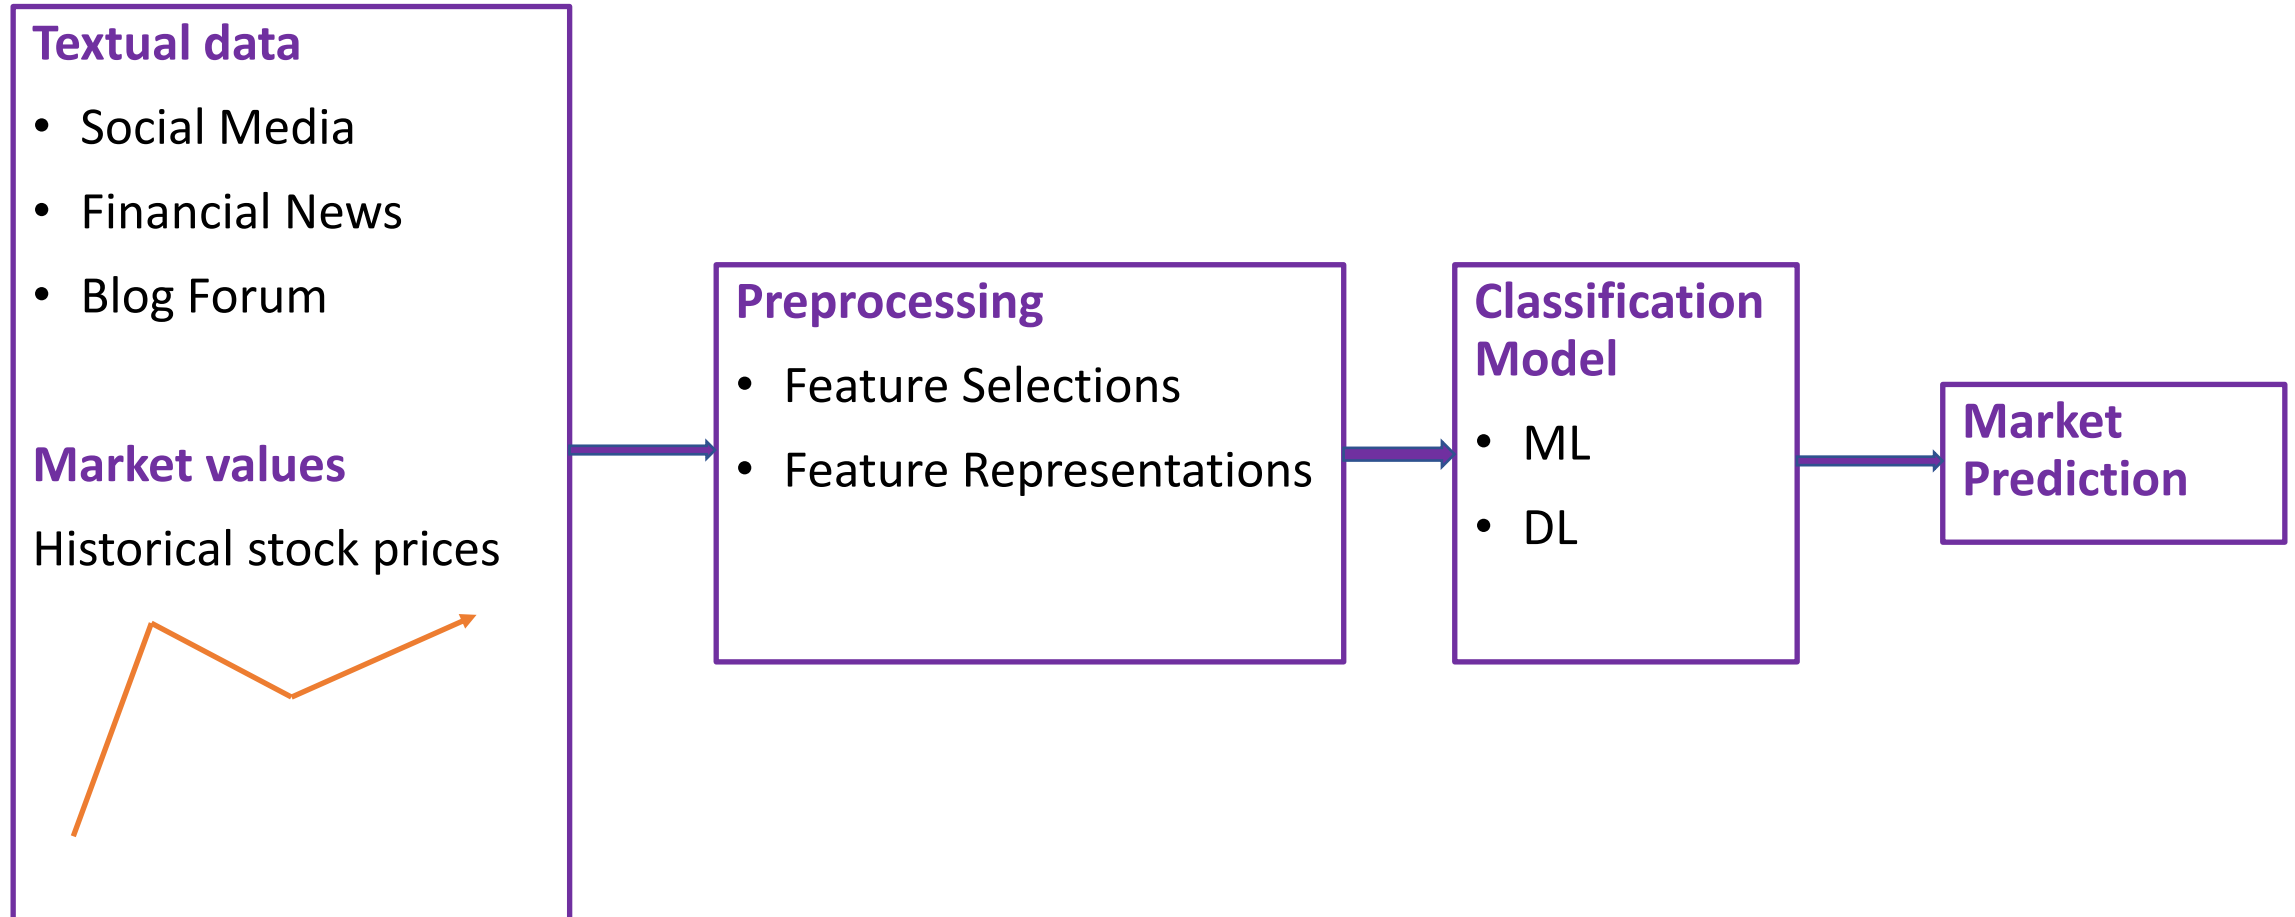 Textual data
• Social Media
• Financial News
• Blog Forum
Market values
Historical stock prices
Preprocessing
• Feature Selections
• Feature Representations
Classification
Model
• ML
• DL
Market
Prediction